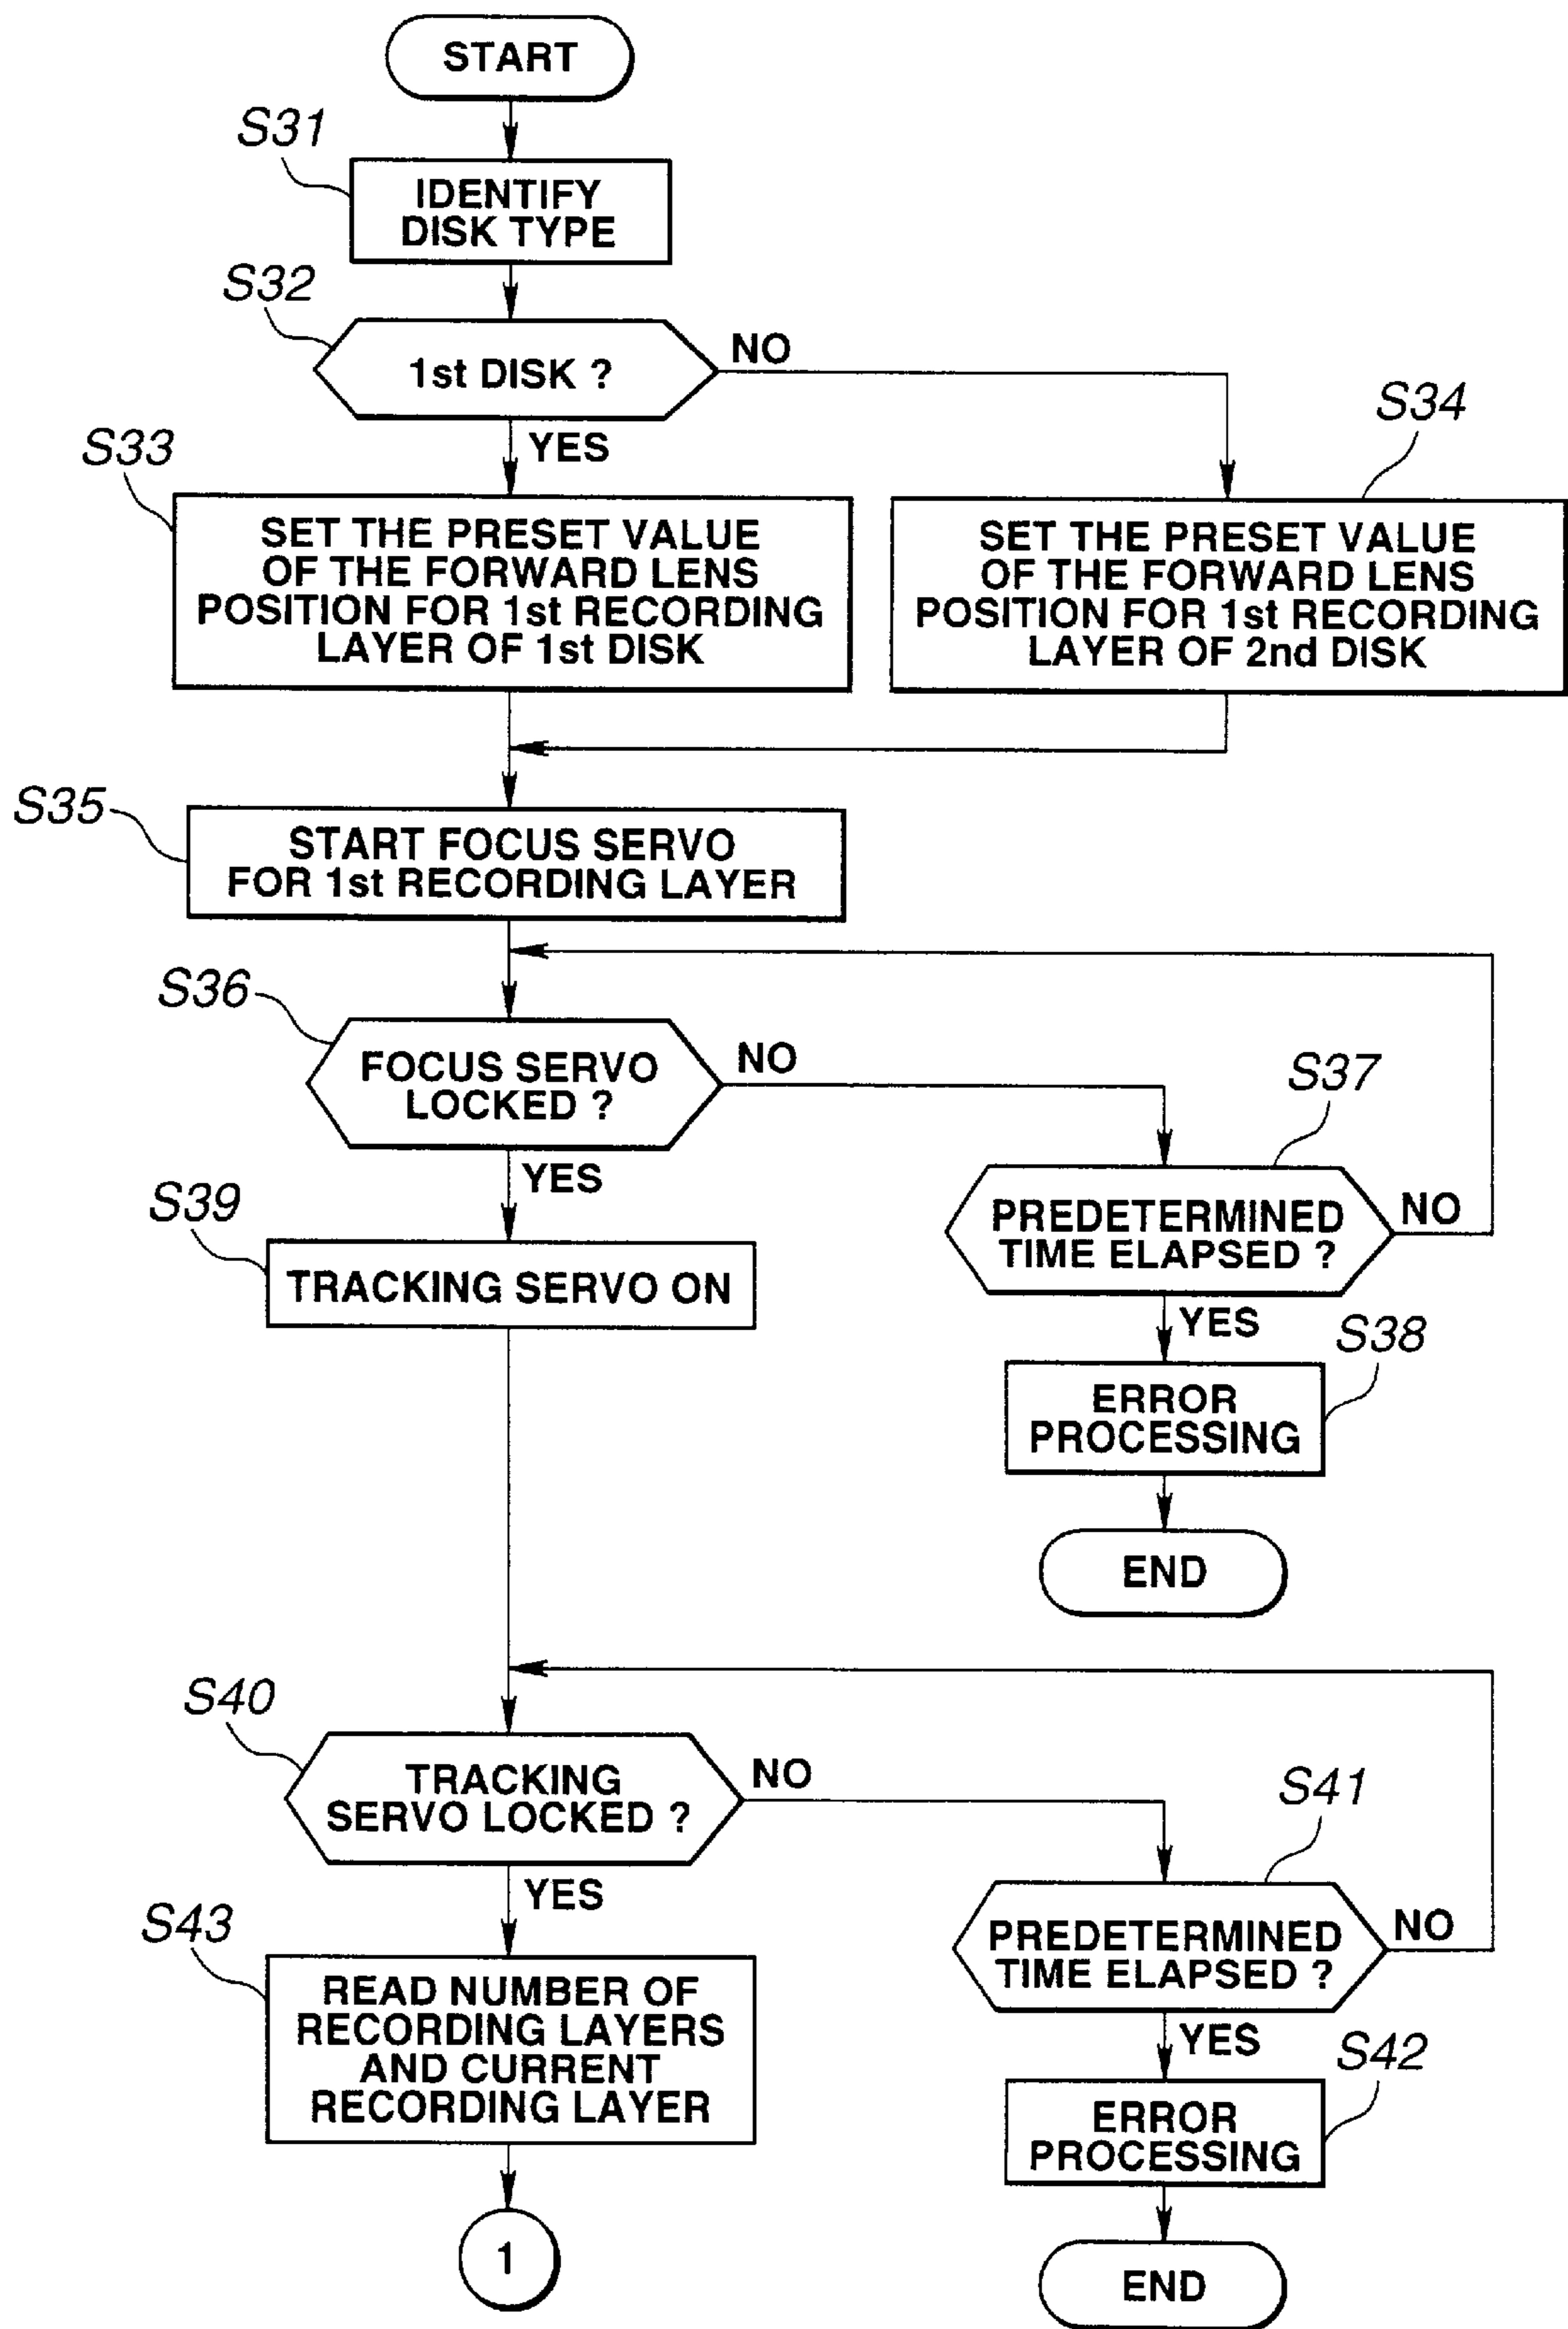 START
S31
IDENTIFY
DISK TYPE
S32
1st DISK ?
NO
YES
S33
SET THE PRESET VALUE
OF THE FORWARD LENS
POSITION FOR 1st RECORDING
LAYER OF 1st DISK
S34
SET THE PRESET VALUE
OF THE FORWARD LENS
POSITION FOR 1st RECORDING
LAYER OF 2nd DISK
S35
START FOCUS SERVO
FOR 1st RECORDING LAYER
S36
FOCUS SERVO
LOCKED ?
NO
YES
S37
PREDETERMINED
TIME ELAPSED ?
NO
YES
S38
ERROR
PROCESSING
END
S39
TRACKING SERVO ON
S40
TRACKING
SERVO LOCKED ?
NO
YES
S41
PREDETERMINED
TIME ELAPSED ?
NO
YES
S42
ERROR
PROCESSING
END
S43
READ NUMBER OF
RECORDING LAYERS
AND CURRENT
RECORDING LAYER
1